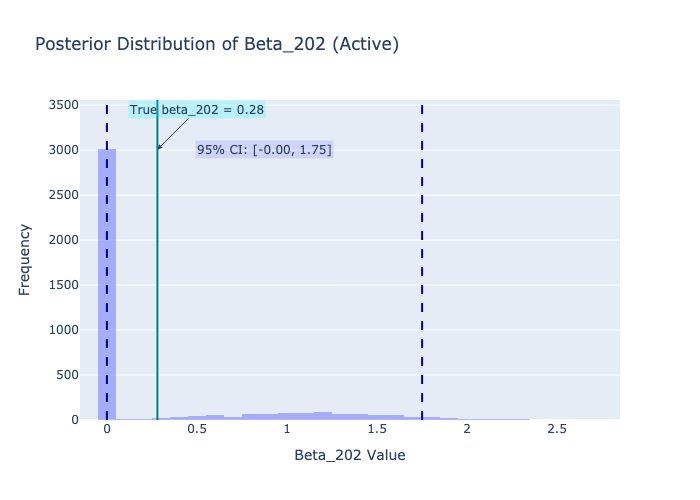 Posterior Distribution of Beta_202 (Active)
3500
True beta_202 = 0.28
3000
95% CI: [-0.00, 1.75]
2500
2000
1500
1000
500
0
Frequency
0
0.5
1
1.5
2
2.5
Beta_202 Value